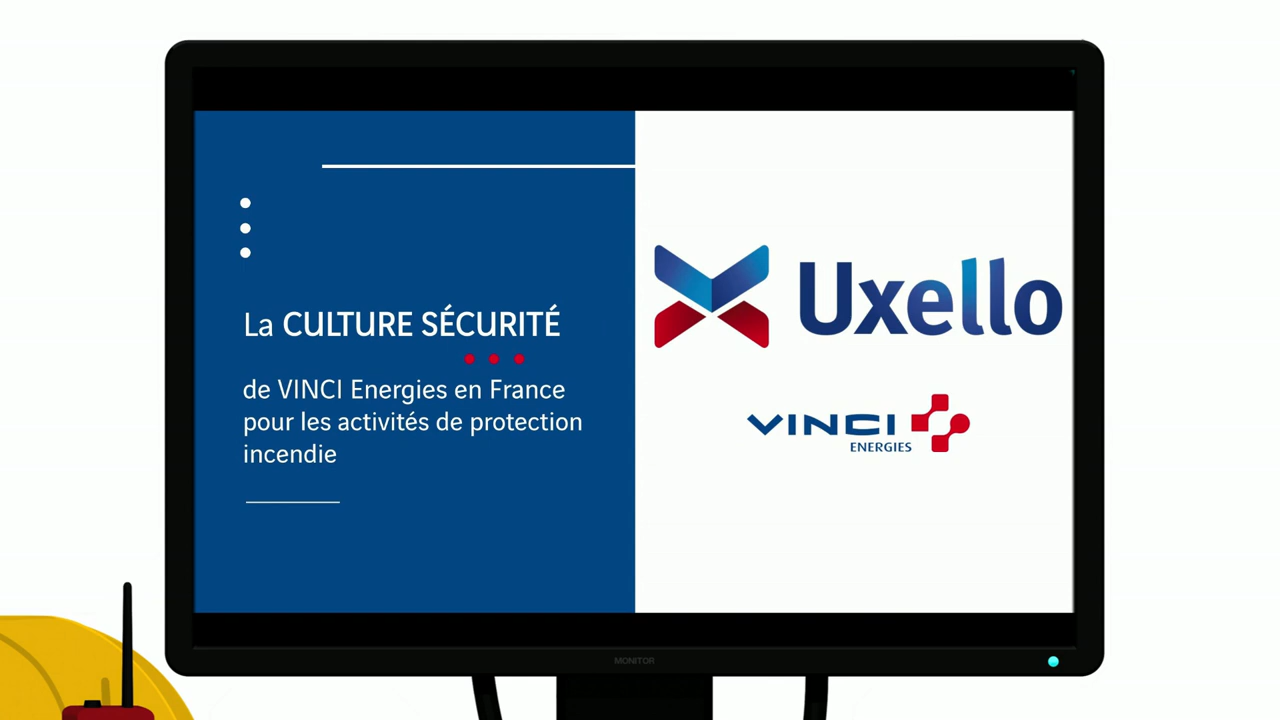 La CULTURE SÉCURITÉ
de VINCI Energies en France
pour les activités de protection
incendie
Uxello
VINCI
ENERGIES
MONITOR